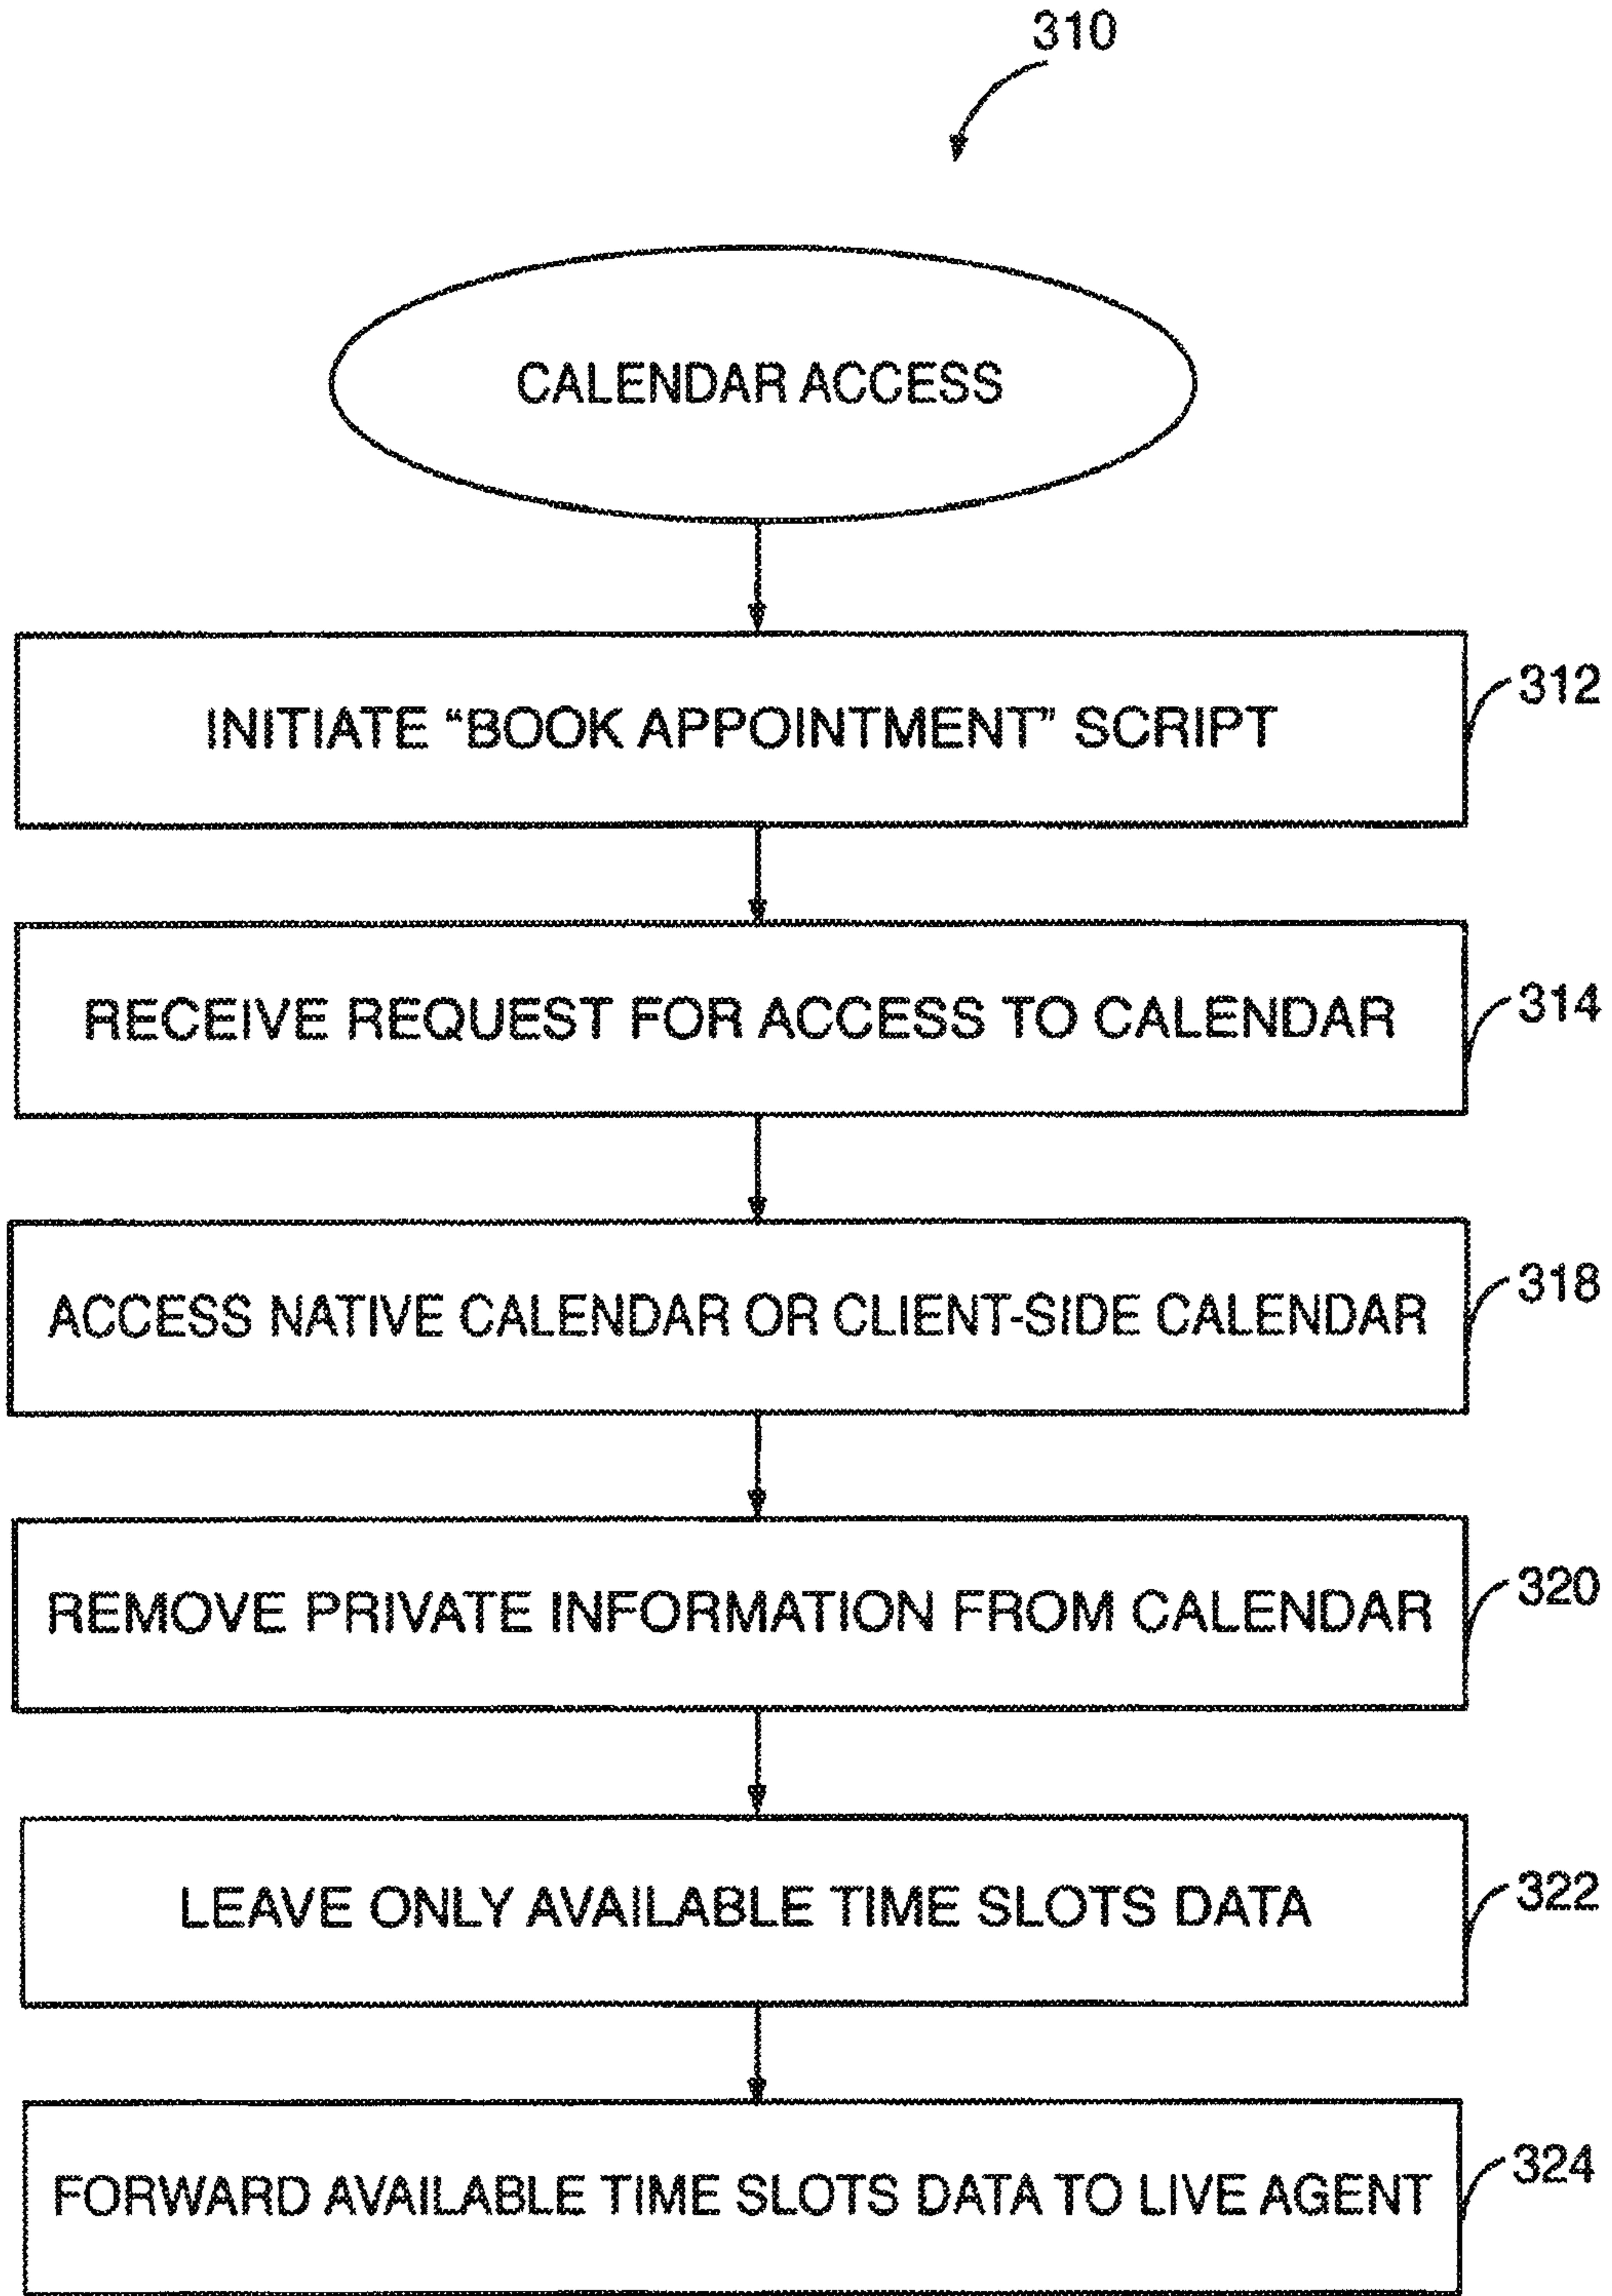 310
CALENDAR ACCESS
INITIATE “BOOK APPOINTMENT” SCRIPT
312
RECEIVE REQUEST FOR ACCESS TO CALENDAR
314
ACCESS NATIVE CALENDAR OR CLIENT-SIDE CALENDAR
318
REMOVE PRIVATE INFORMATION FROM CALENDAR
320
LEAVE ONLY AVAILABLE TIME SLOTS DATA
322
FORWARD AVAILABLE TIME SLOTS DATA TO LIVE AGENT
324